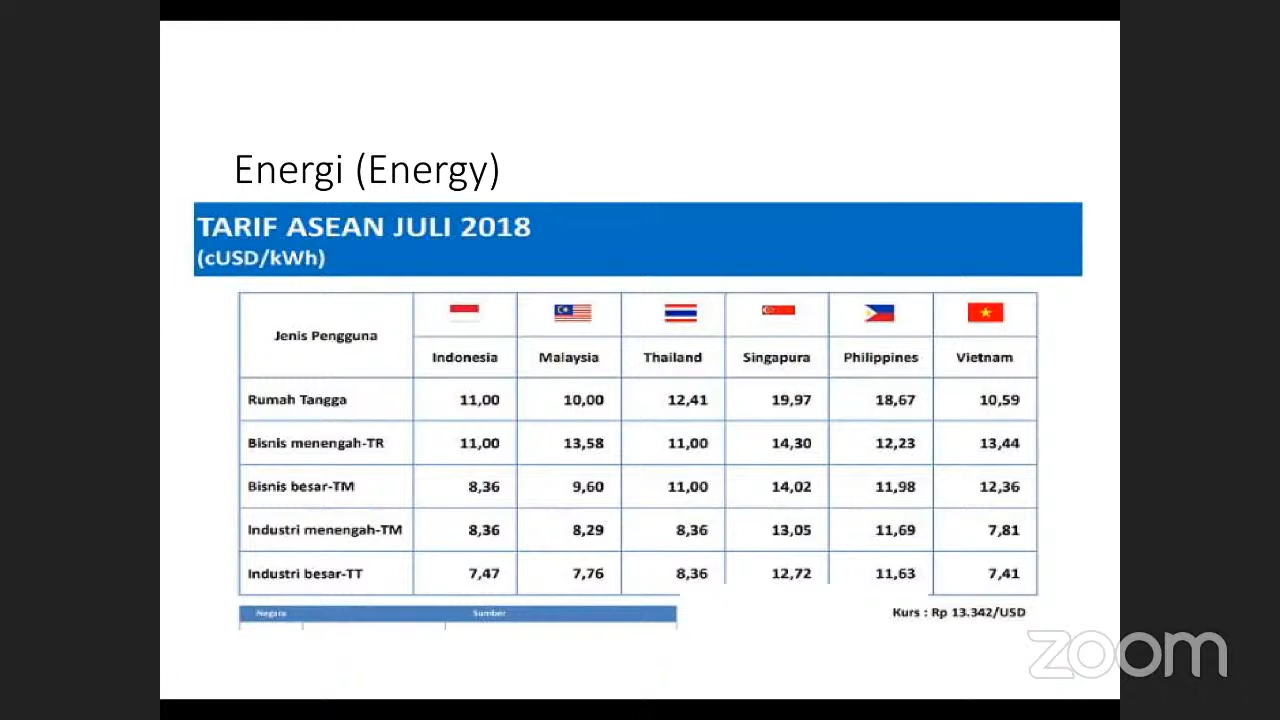 Energi (Energy)
TARIF ASEAN JULI 2018
(cUSD/kWh)
Jenis Pengguna
Indonesia Malaysia Thailand Singapura Philippines Vietnam
Rumah Tangga 11,00 10,00 12,41 19,97 18,67 10,59
Bisnis menengah-TR 11,00 13,58 11,00 14,30 12,23 13,44
Bisnis besar-TM 8,36 9,60 11,00 14,02 11,98 12,36
Industri menengah-TM 8,36 8,29 8,36 13,05 11,69 7,81
Industri besar-TT 7,47 7,76 8,36 12,72 11,63 7,41
Negara Sumber
Kurs : Rp 13.342/USD
zoom